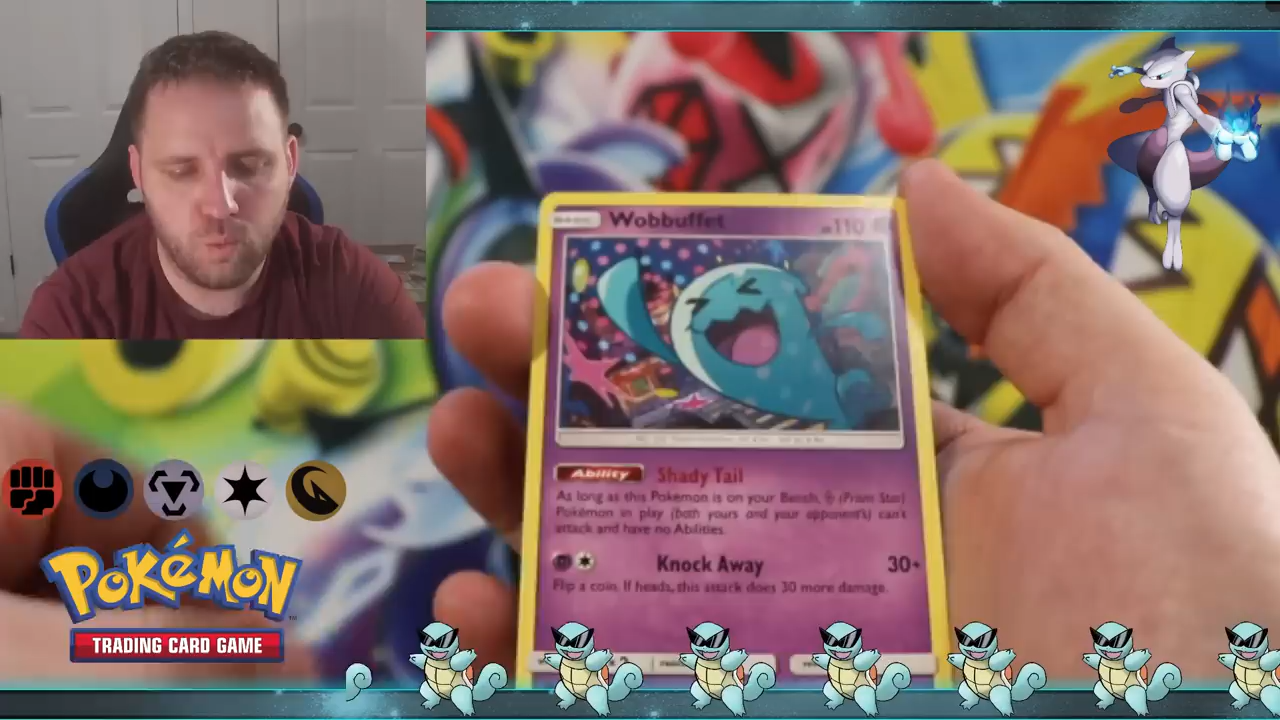 Wobbuffet
110
Ability Shady Tail
As long as this Pokémon is on your Bench, (Prism Star)
Pokémon in play (both yours and your opponent's) can't
attack and have no Abilities.
Knock Away 30+
Flip a coin. If heads, this attack does 30 more damage.
POKéMON
TM
TRADING CARD GAME